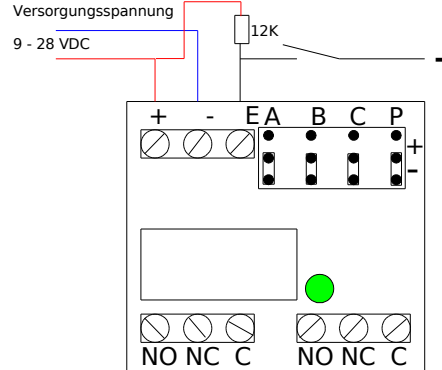 Versorgungsspannung
12K
9 - 28 VDC
+ - E A B C P
+
-
NO NC C NO NC C